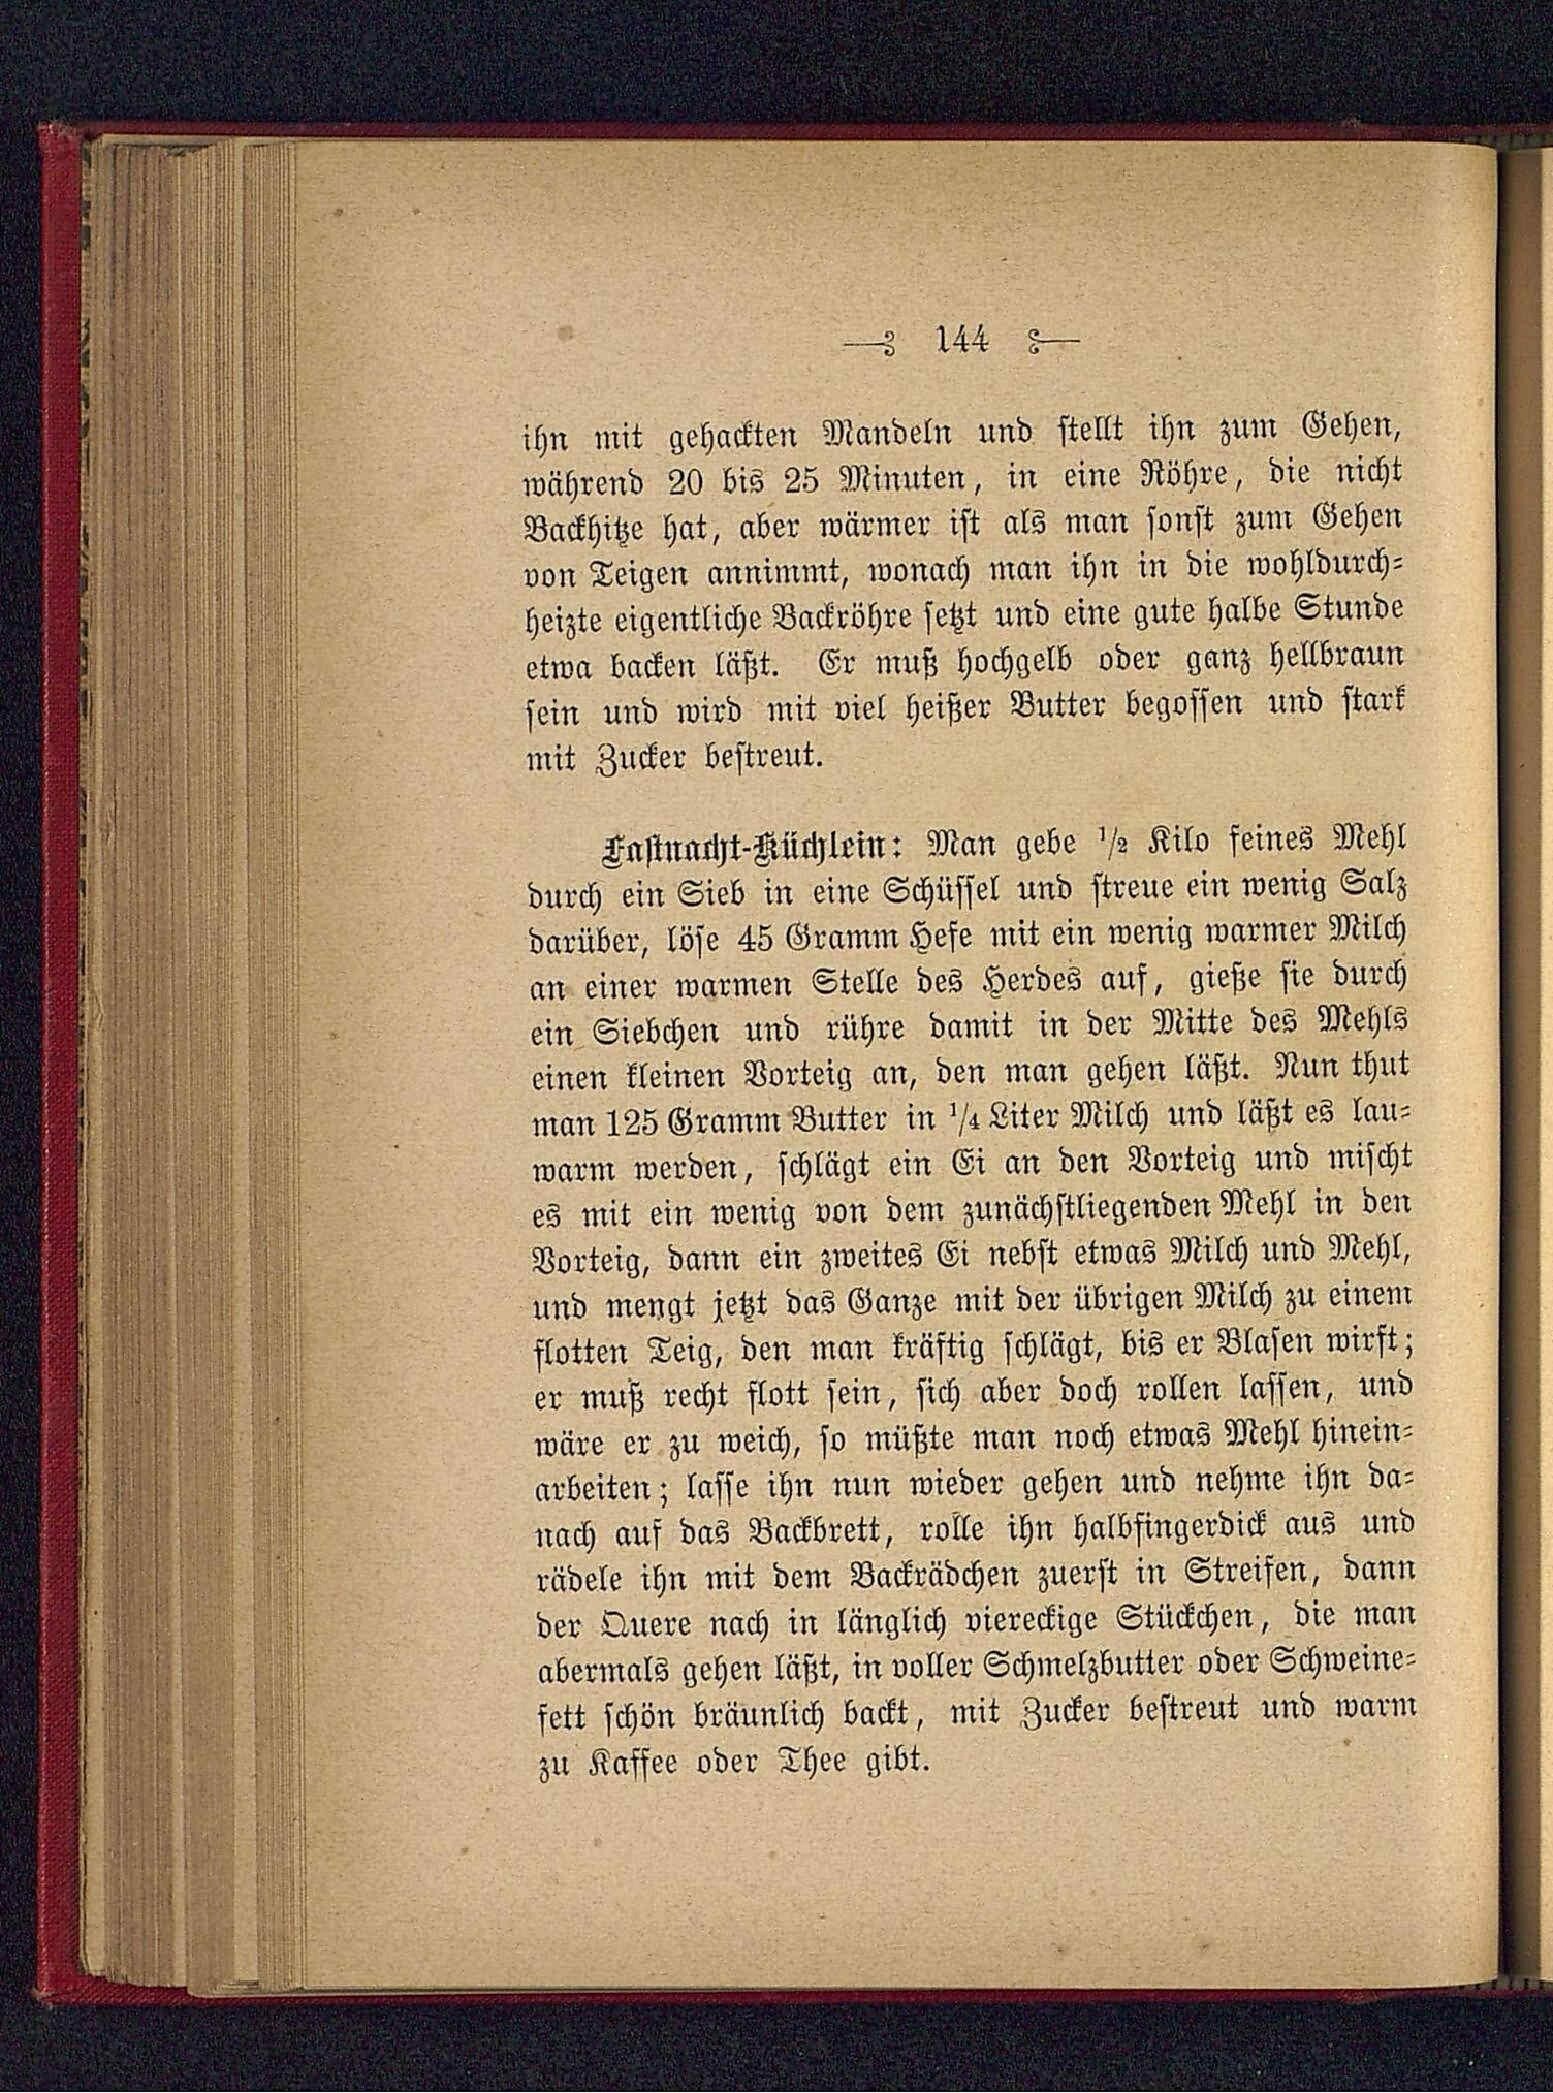 144
ihn mit gehackten Mandeln und stellt ihn zum Gehen,
während 20 bis 25 Minuten, in eine Röhre, die nicht
Backhitze hat, aber wärmer ist als man sonst zum Gehen
von Teigen annimmt, wonach man ihn in die wohldurch-
heizte eigentliche Backröhre setzt und eine gute halbe Stunde
etwa backen läßt. Er muß hochgelb oder ganz hellbraun
sein und wird mit viel heißer Butter begossen und stark
mit Zucker bestreut.
Fastnacht-Küchlein: Man gebe 1/2 Kilo feines Mehl
durch ein Sieb in eine Schüssel und streue ein wenig Salz
darüber, löse 45 Gramm Hefe mit ein wenig warmer Milch
an einer warmen Stelle des Herdes auf, gieße sie durch
ein Siebchen und rühre damit in der Mitte des Mehls
einen kleinen Vorteig an, den man gehen läßt. Nun thut
man 125 Gramm Butter in 1/4 Liter Milch und läßt es lau-
warm werden, schlägt ein Ei an den Vorteig und mischt
es mit ein wenig von dem zunächstliegenden Mehl in den
Vorteig, dann ein zweites Ei nebst etwas Milch und Mehl,
und mengt jetzt das Ganze mit der übrigen Milch zu einem
flotten Teig, den man kräftig schlägt, bis er Blasen wirft;
er muß recht flott sein, sich aber doch rollen lassen, und
wäre er zu weich, so müßte man noch etwas Mehl hinein-
arbeiten; lasse ihn nun wieder gehen und nehme ihn da-
nach auf das Backbrett, rolle ihn halbfingerdick aus und
rädele ihn mit dem Backrädchen zuerst in Streifen, dann
der Quere nach in länglich viereckige Stückchen, die man
abermals gehen läßt, in voller Schmelzbutter oder Schweine-
fett schön bräunlich backt, mit Zucker bestreut und warm
zu Kaffee oder Thee gibt.